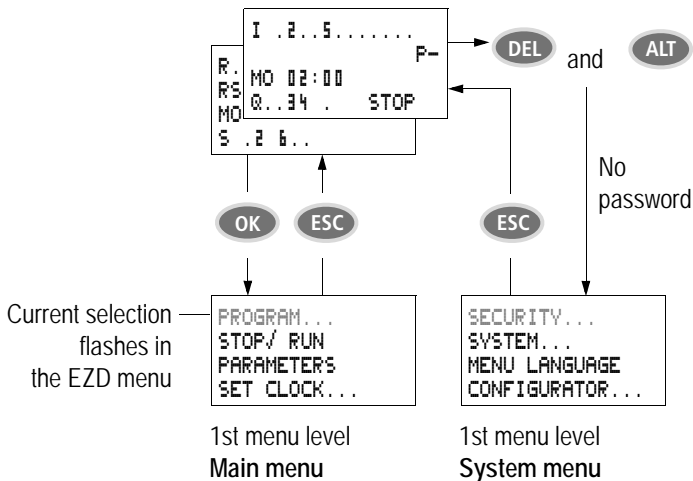 I .2..5.......
P-
MO 02:00
Q..34 . STOP
R.
RS
MO
S .2 6..
DEL and ALT
No
password
OK ESC ESC
Current selection
flashes in
the EZD menu
PROGRAM...
STOP/ RUN
PARAMETERS
SET CLOCK...
1st menu level
Main menu
SECURITY...
SYSTEM...
MENU LANGUAGE
CONFIGURATOR...
1st menu level
System menu